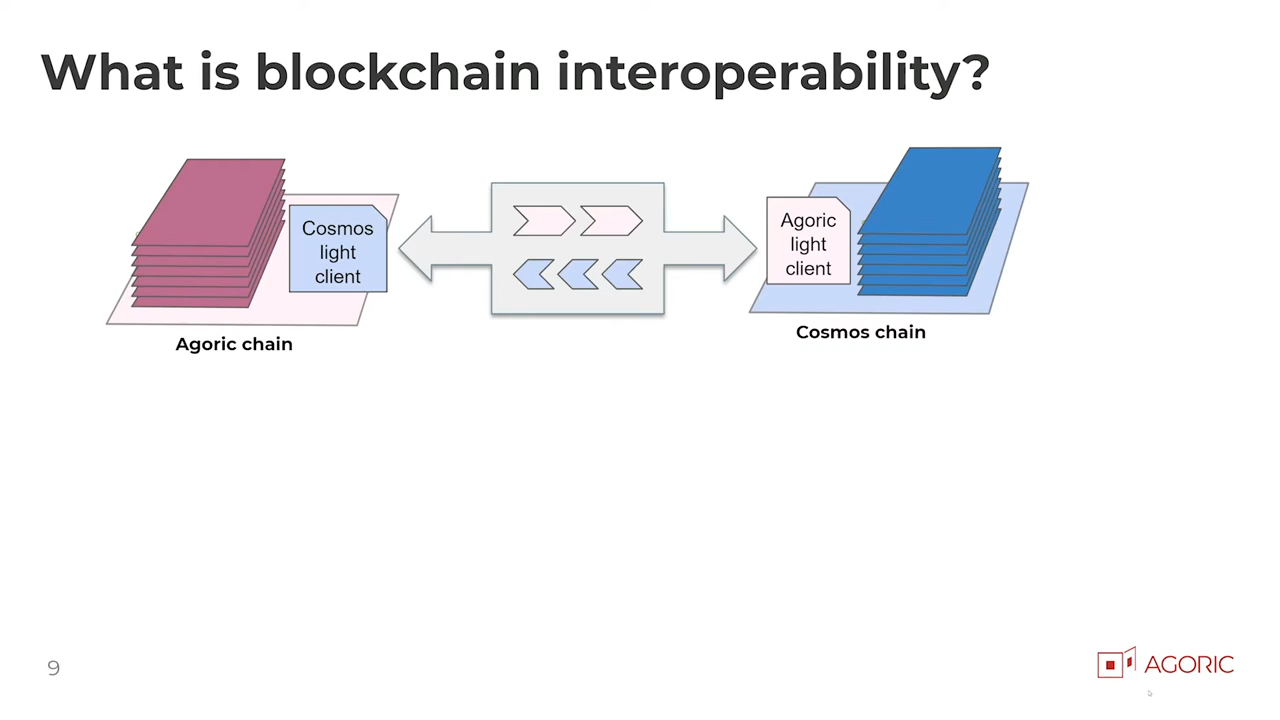 What is blockchain interoperability?
Cosmos
light
client
Agoric
light
client
Agoric chain
Cosmos chain
9
AGORIC